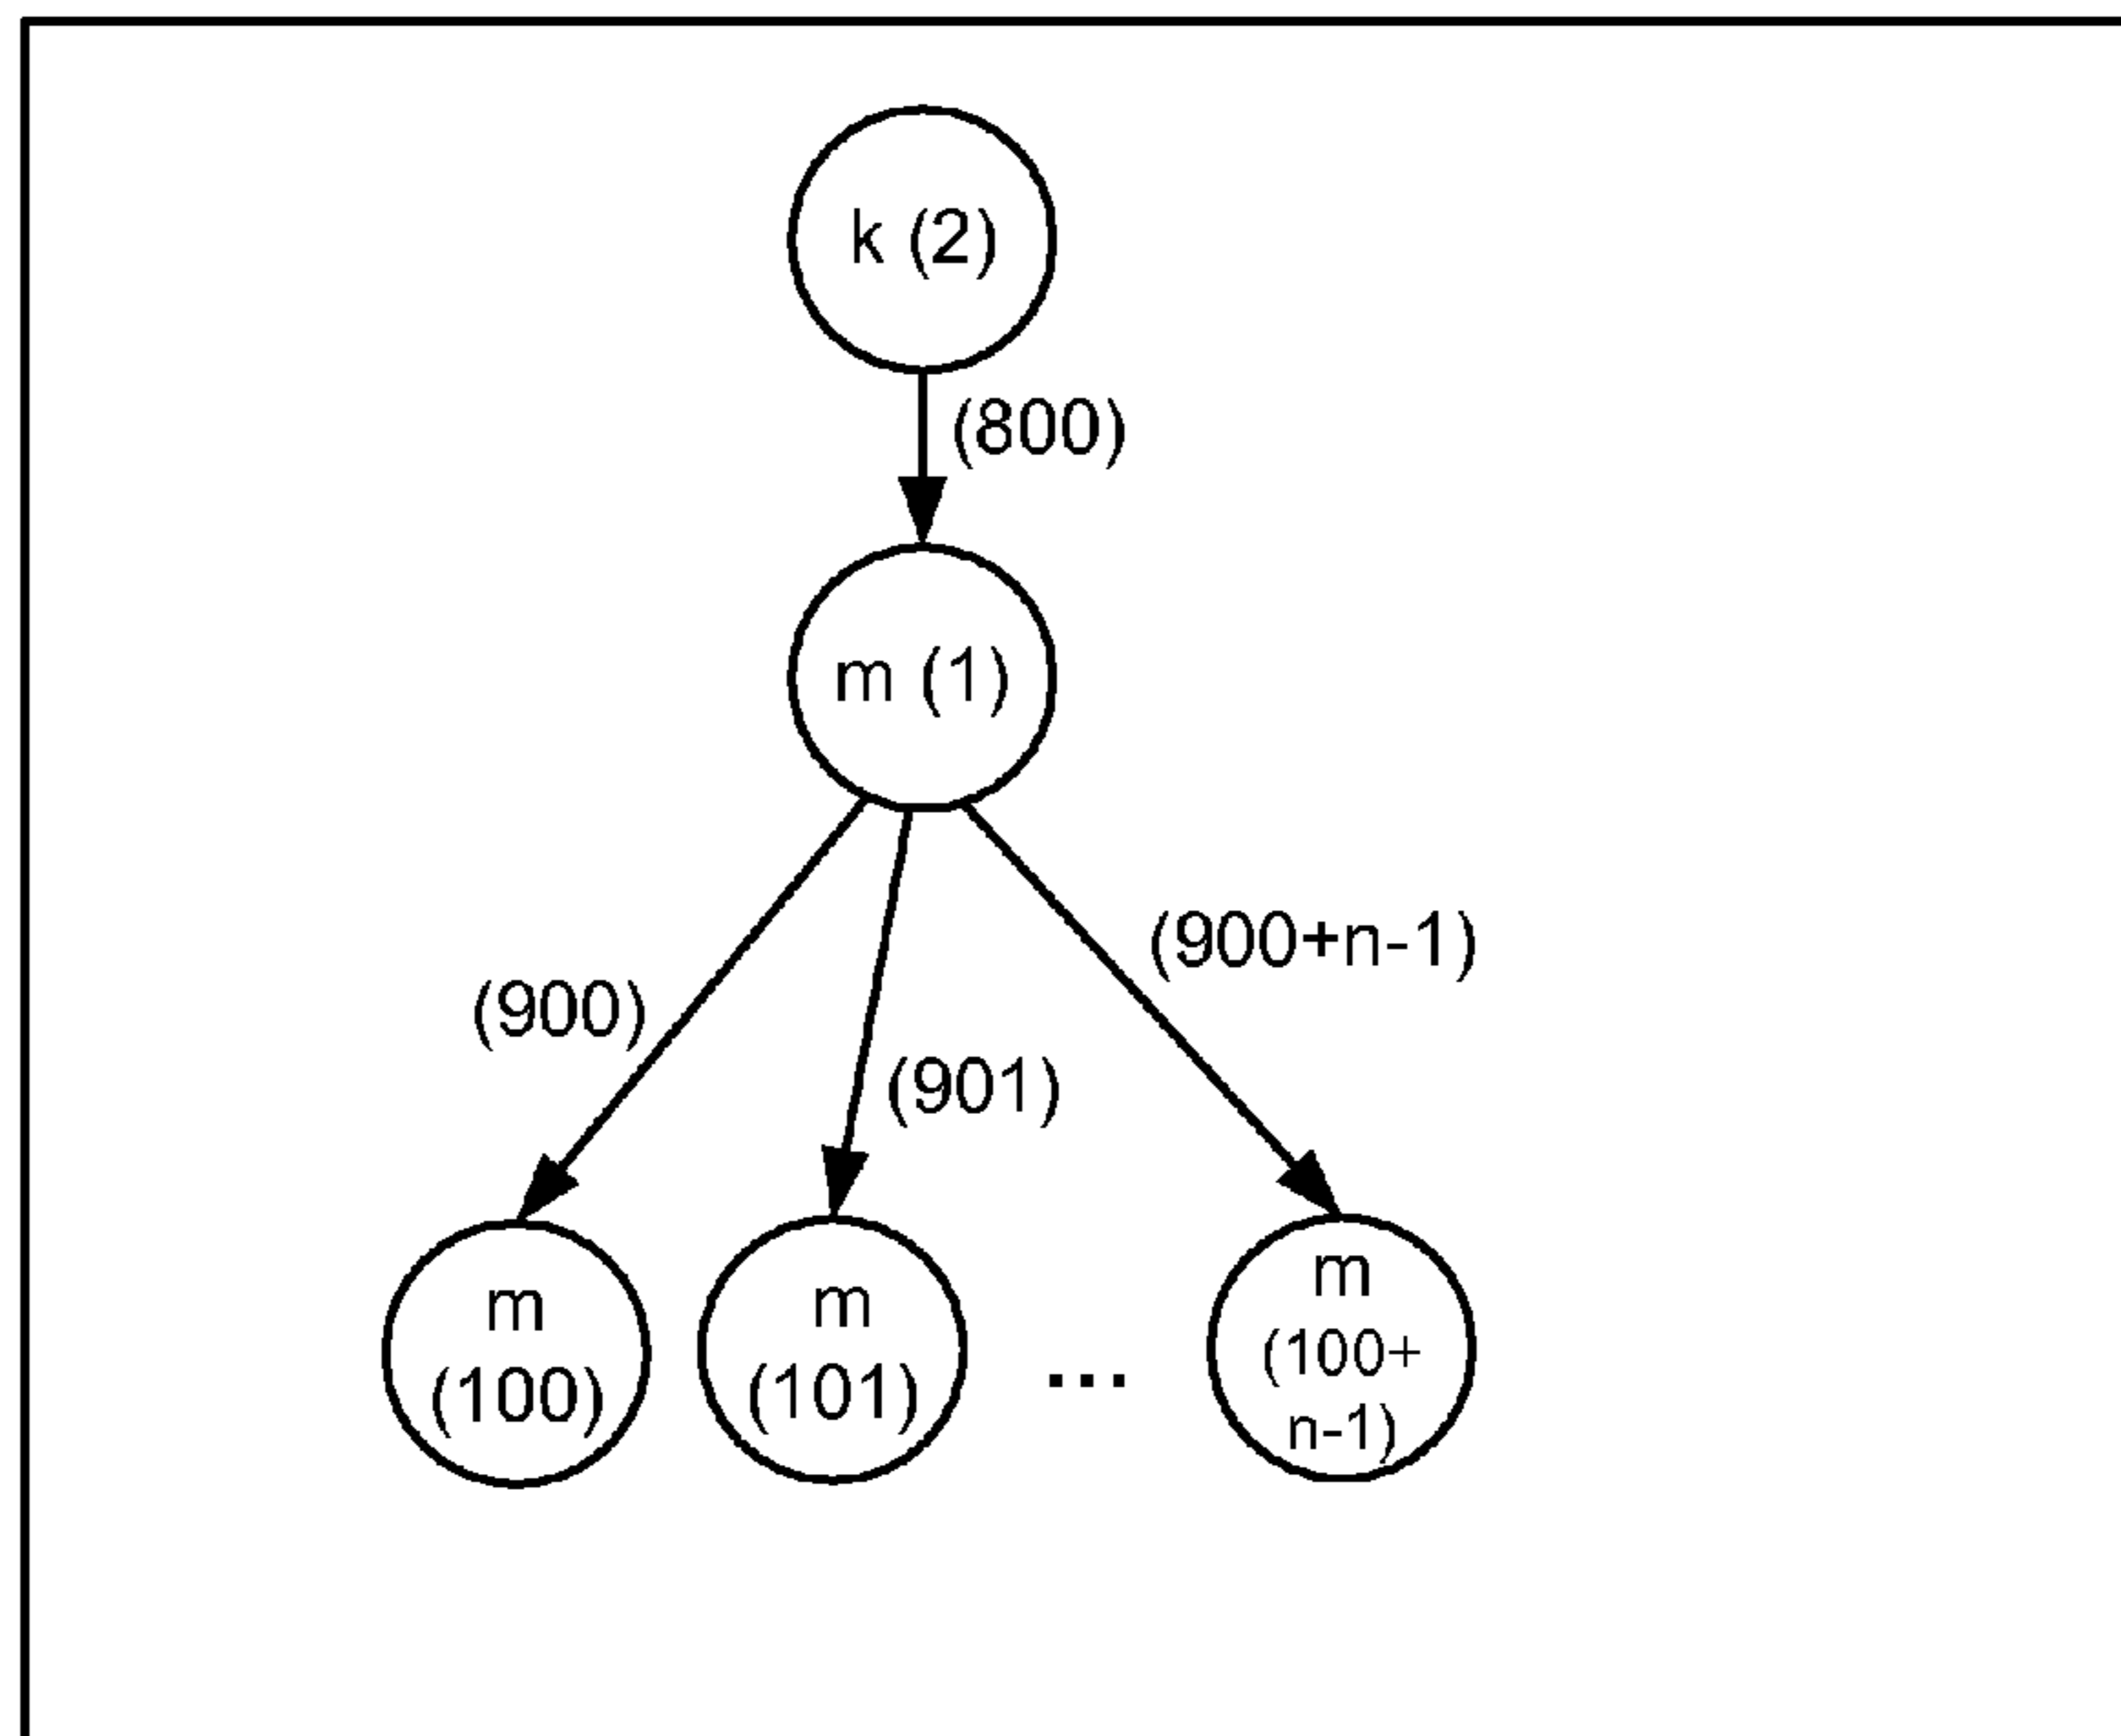 k (2)
(800)
m (1)
(900+n-1)
(900)
(901)
m
(100)
m
(101)
...
m
(100+
n-1)